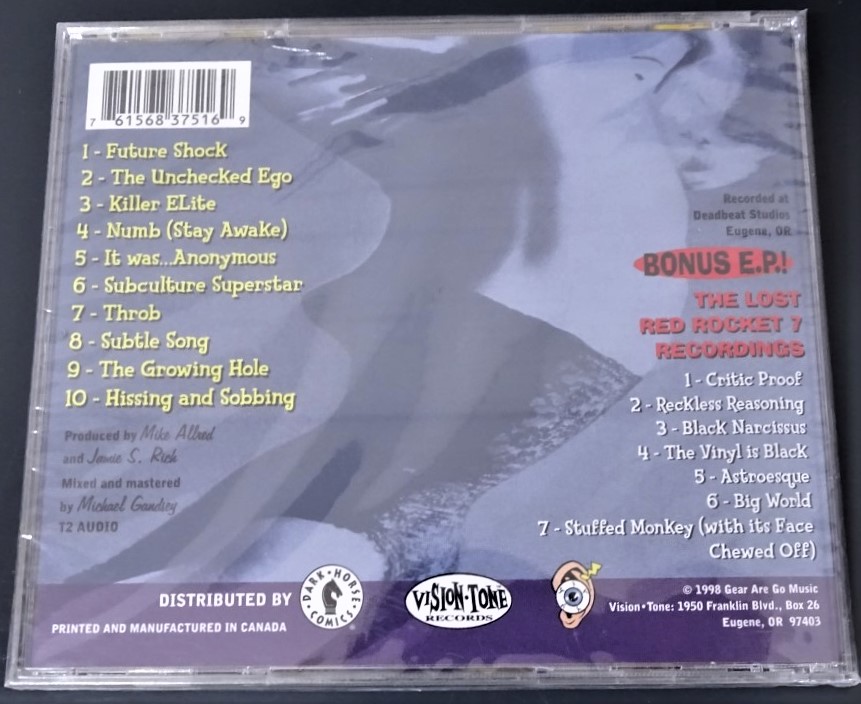 7 61568 37516 9
1 - Future Shock
2 - The Unchecked Ego
3 - Killer ELite
4 - Numb (Stay Awake)
5 - It was...Anonymous
6 - Subculture Superstar
7 - Throb
8 - Subtle Song
9 - The Growing Hole
10 - Hissing and Sobbing
Produced by Mike Allred
and Jamie S. Rich
Mixed and mastered
by Michael Gandsey
T2 AUDIO
Recorded at
Deadbeat Studios
Eugene, OR
BONUS E.P.!
THE LOST
RED ROCKET 7
RECORDINGS
1 - Critic Proof
2 - Reckless Reasoning
3 - Black Narcissus
4 - The Vinyl is Black
5 - Astroesque
6 - Big World
7 - Stuffed Monkey (with its Face
Chewed Off)
DISTRIBUTED BY
DARK • HORSE
• COMICS •
PRINTED AND MANUFACTURED IN CANADA
VISION•TONE
RECORDS
© 1998 Gear Are Go Music
Vision•Tone: 1950 Franklin Blvd., Box 26
Eugene, OR 97403